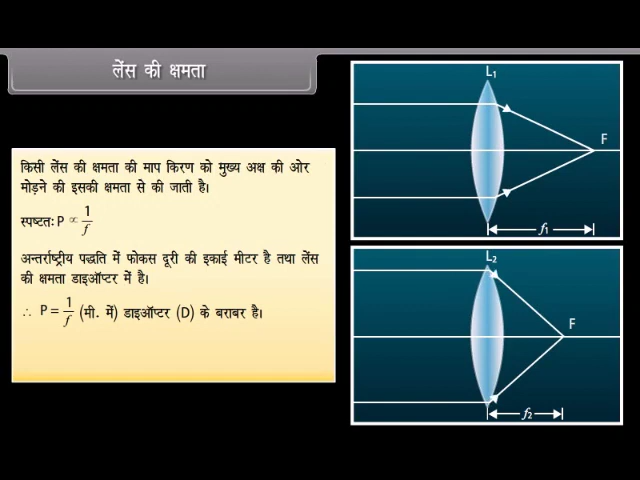 लेंस की क्षमता
किसी लेंस की क्षमता की माप किरण को मुख्य अक्ष की ओर
मोड़ने की इसकी क्षमता से की जाती है।
स्पष्टतः P ∝ 1/f
अन्तर्राष्ट्रीय पद्धति में फोकस दूरी की इकाई मीटर है तथा लेंस
की क्षमता डाइऑप्टर में है।
∴ P = 1/f (मी. में) डाइऑप्टर (D) के बराबर है।
L₁
F
f₁
L₂
F
f₂